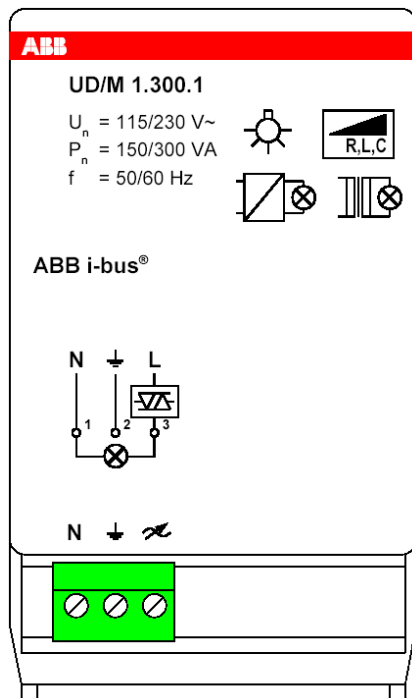 ABB
UD/M 1.300.1
Un = 115/230 V~
Pn = 150/300 VA
f = 50/60 Hz
R,L,C
ABB i-bus®
N L
1 2 3
N